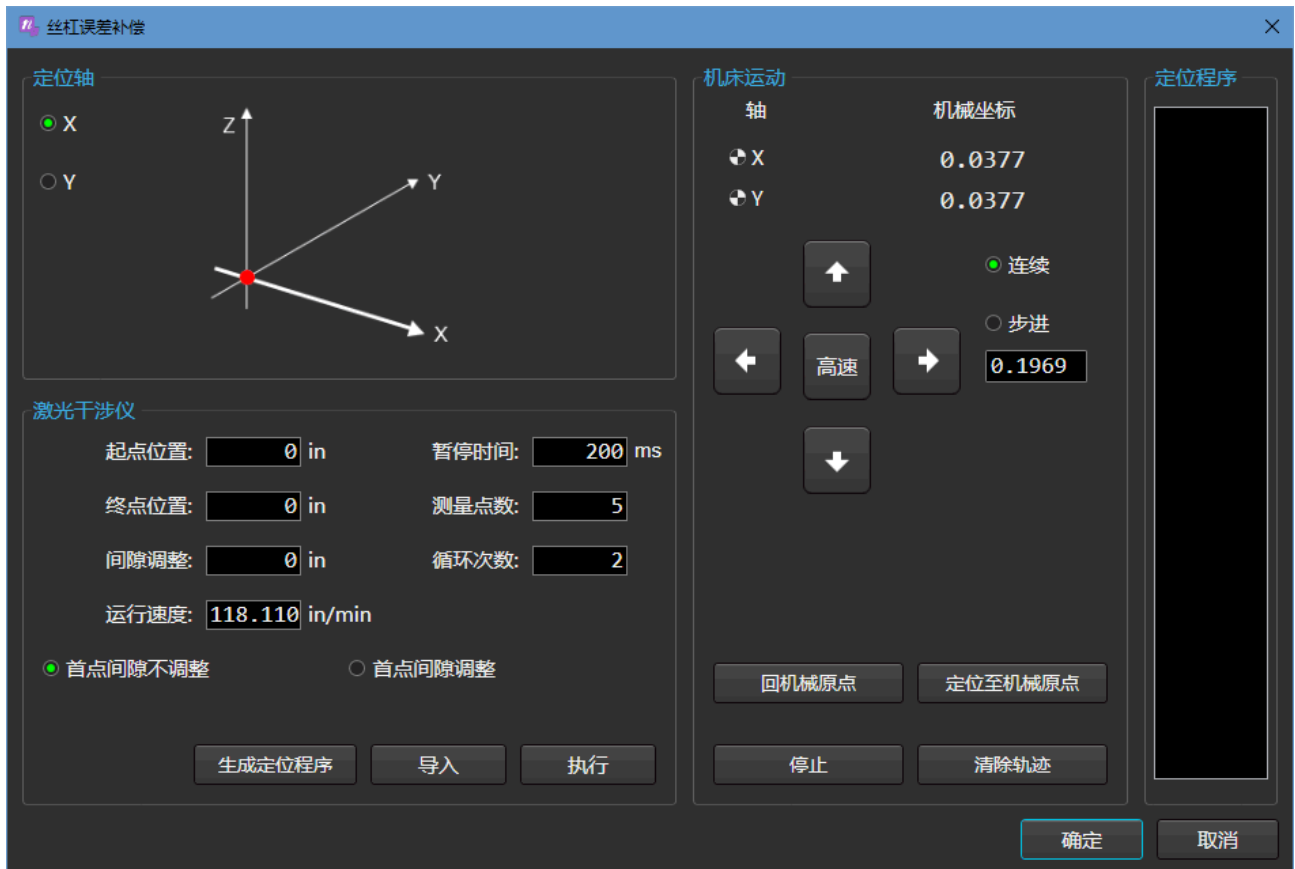 丝杠误差补偿
定位轴
X
Y
Z
Y
X
激光干涉仪
起点位置: 0 in
暂停时间: 200 ms
终点位置: 0 in
测量点数: 5
间隙调整: 0 in
循环次数: 2
运行速度: 118.110 in/min
首点间隙不调整
首点间隙调整
生成定位程序
导入
执行
机床运动
轴 机械坐标
X 0.0377
Y 0.0377
连续
步进
高速
0.1969
回机械原点
定位至机械原点
停止
清除轨迹
定位程序
确定
取消